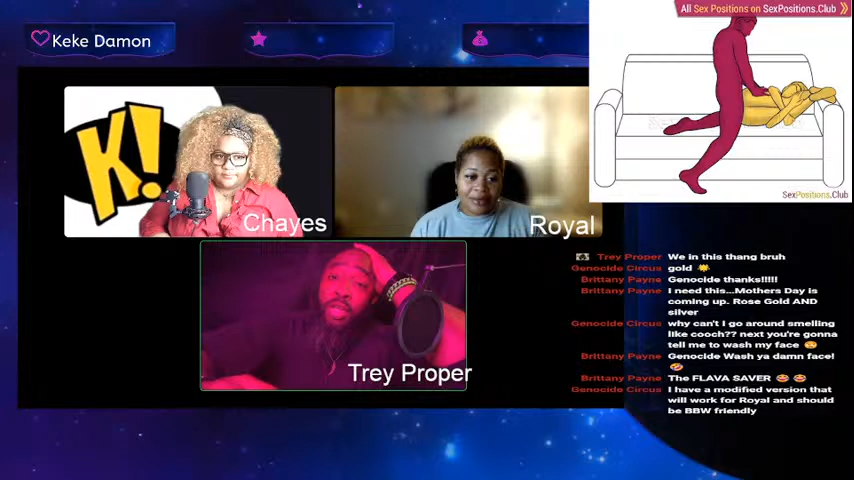 All Sex Positions on SexPositions.Club
Keke Damon
K!
Chayes
Royal
SexPositions.Club
Trey Proper
Trey Proper We in this thang bruh
Genocide Circus gold
Brittany Payne Genocide thanks!!!!!
Brittany Payne I need this...Mothers Day is
coming up. Rose Gold AND
silver
Genocide Circus why can't I go around smelling
like cooch?? next you're gonna
tell me to wash my face
Brittany Payne Genocide Wash ya damn face!
Brittany Payne The FLAVA SAVER
Genocide Circus I have a modified version that
will work for Royal and should
be BBW friendly